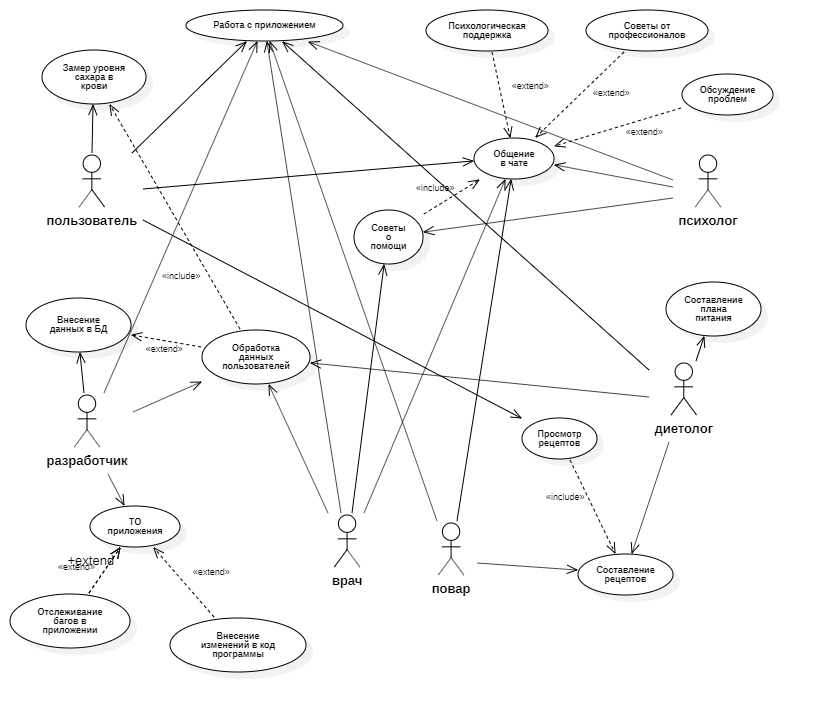 Работа с приложением
Психологическая
поддержка
Советы от
профессионалов
Замер уровня
сахара в
крови
«extend»
«extend»
Обсуждение
проблем
«extend»
Общение
в чате
«include»
пользователь
психолог
Советы
о
помощи
«include»
Внесение
данных в БД
Составление
плана
питания
«extend»
Обработка
данных
пользователей
разработчик
диетолог
Просмотр
рецептов
«include»
ТО
приложения
+extend
«extend»
«extend»
врач
повар
Составление
рецептов
Отслеживание
багов в
приложении
Внесение
изменений в код
программы